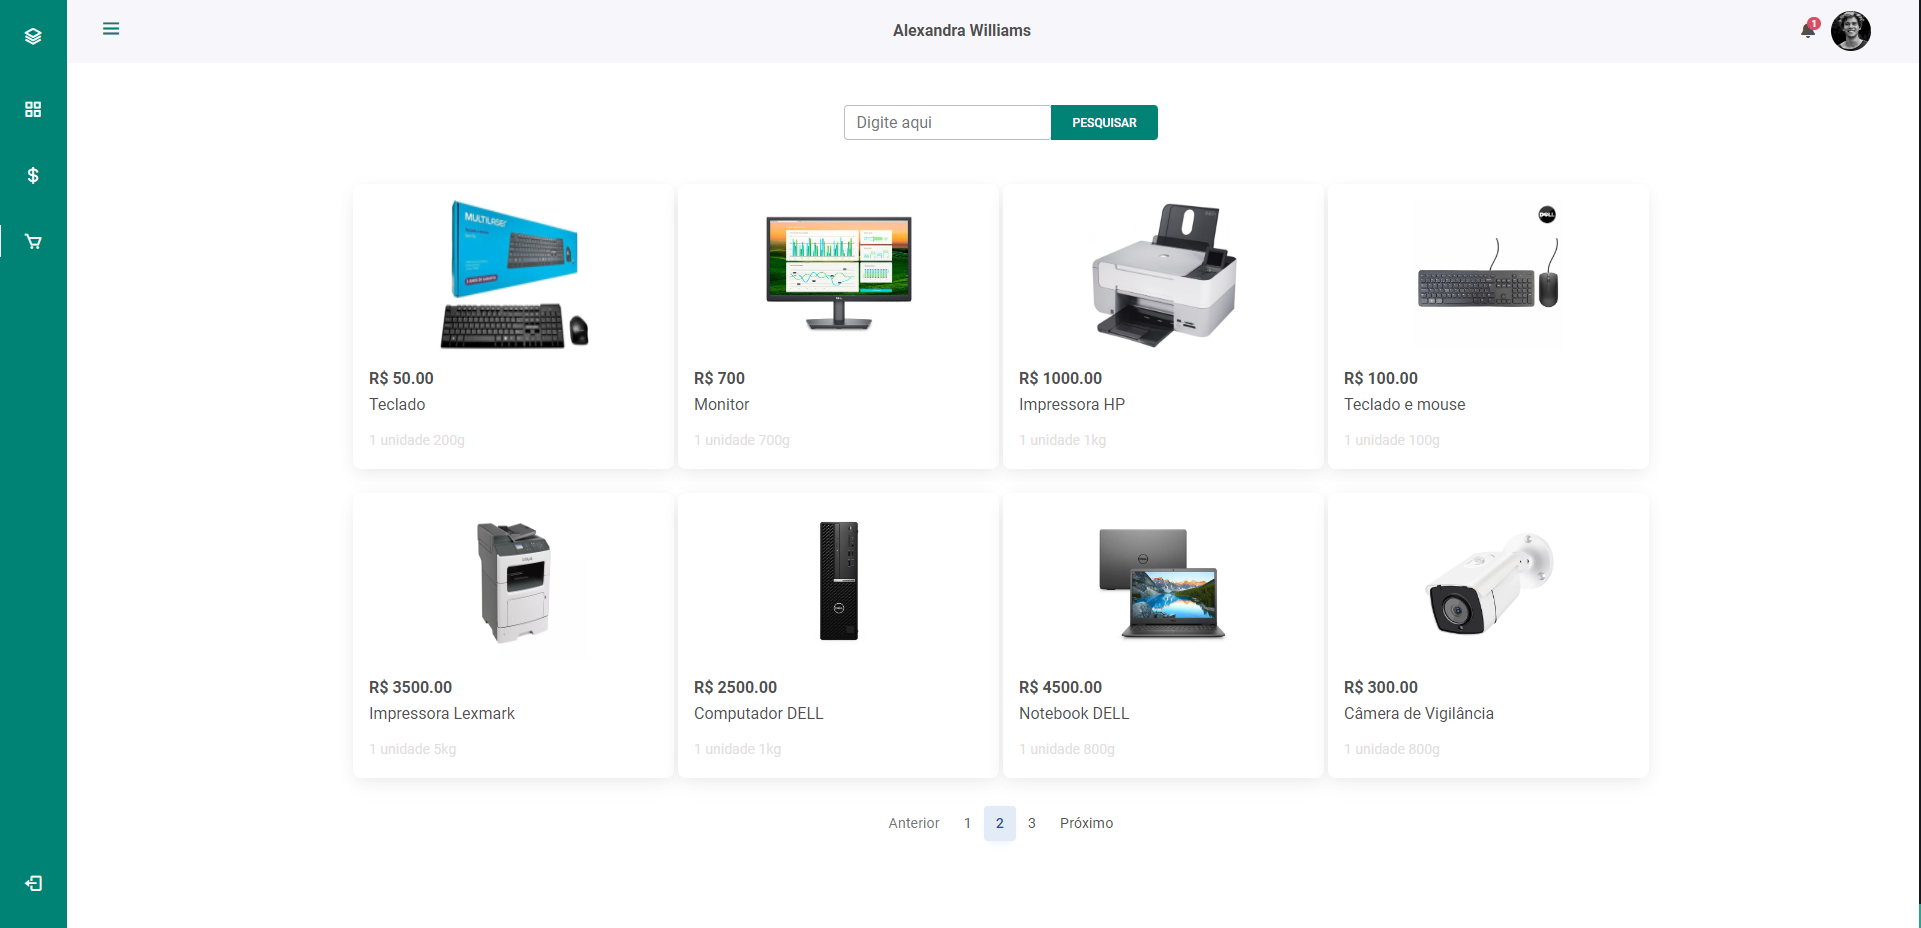 Alexandra Williams
1
Digite aqui
PESQUISAR
MULTILASER
DELL
R$ 50.00
Teclado
1 unidade 200g
R$ 700
Monitor
1 unidade 700g
R$ 1000.00
Impressora HP
1 unidade 1kg
R$ 100.00
Teclado e mouse
1 unidade 100g
R$ 3500.00
Impressora Lexmark
1 unidade 5kg
R$ 2500.00
Computador DELL
1 unidade 1kg
R$ 4500.00
Notebook DELL
1 unidade 800g
R$ 300.00
Câmera de Vigilância
1 unidade 800g
Anterior 1 2 3 Próximo